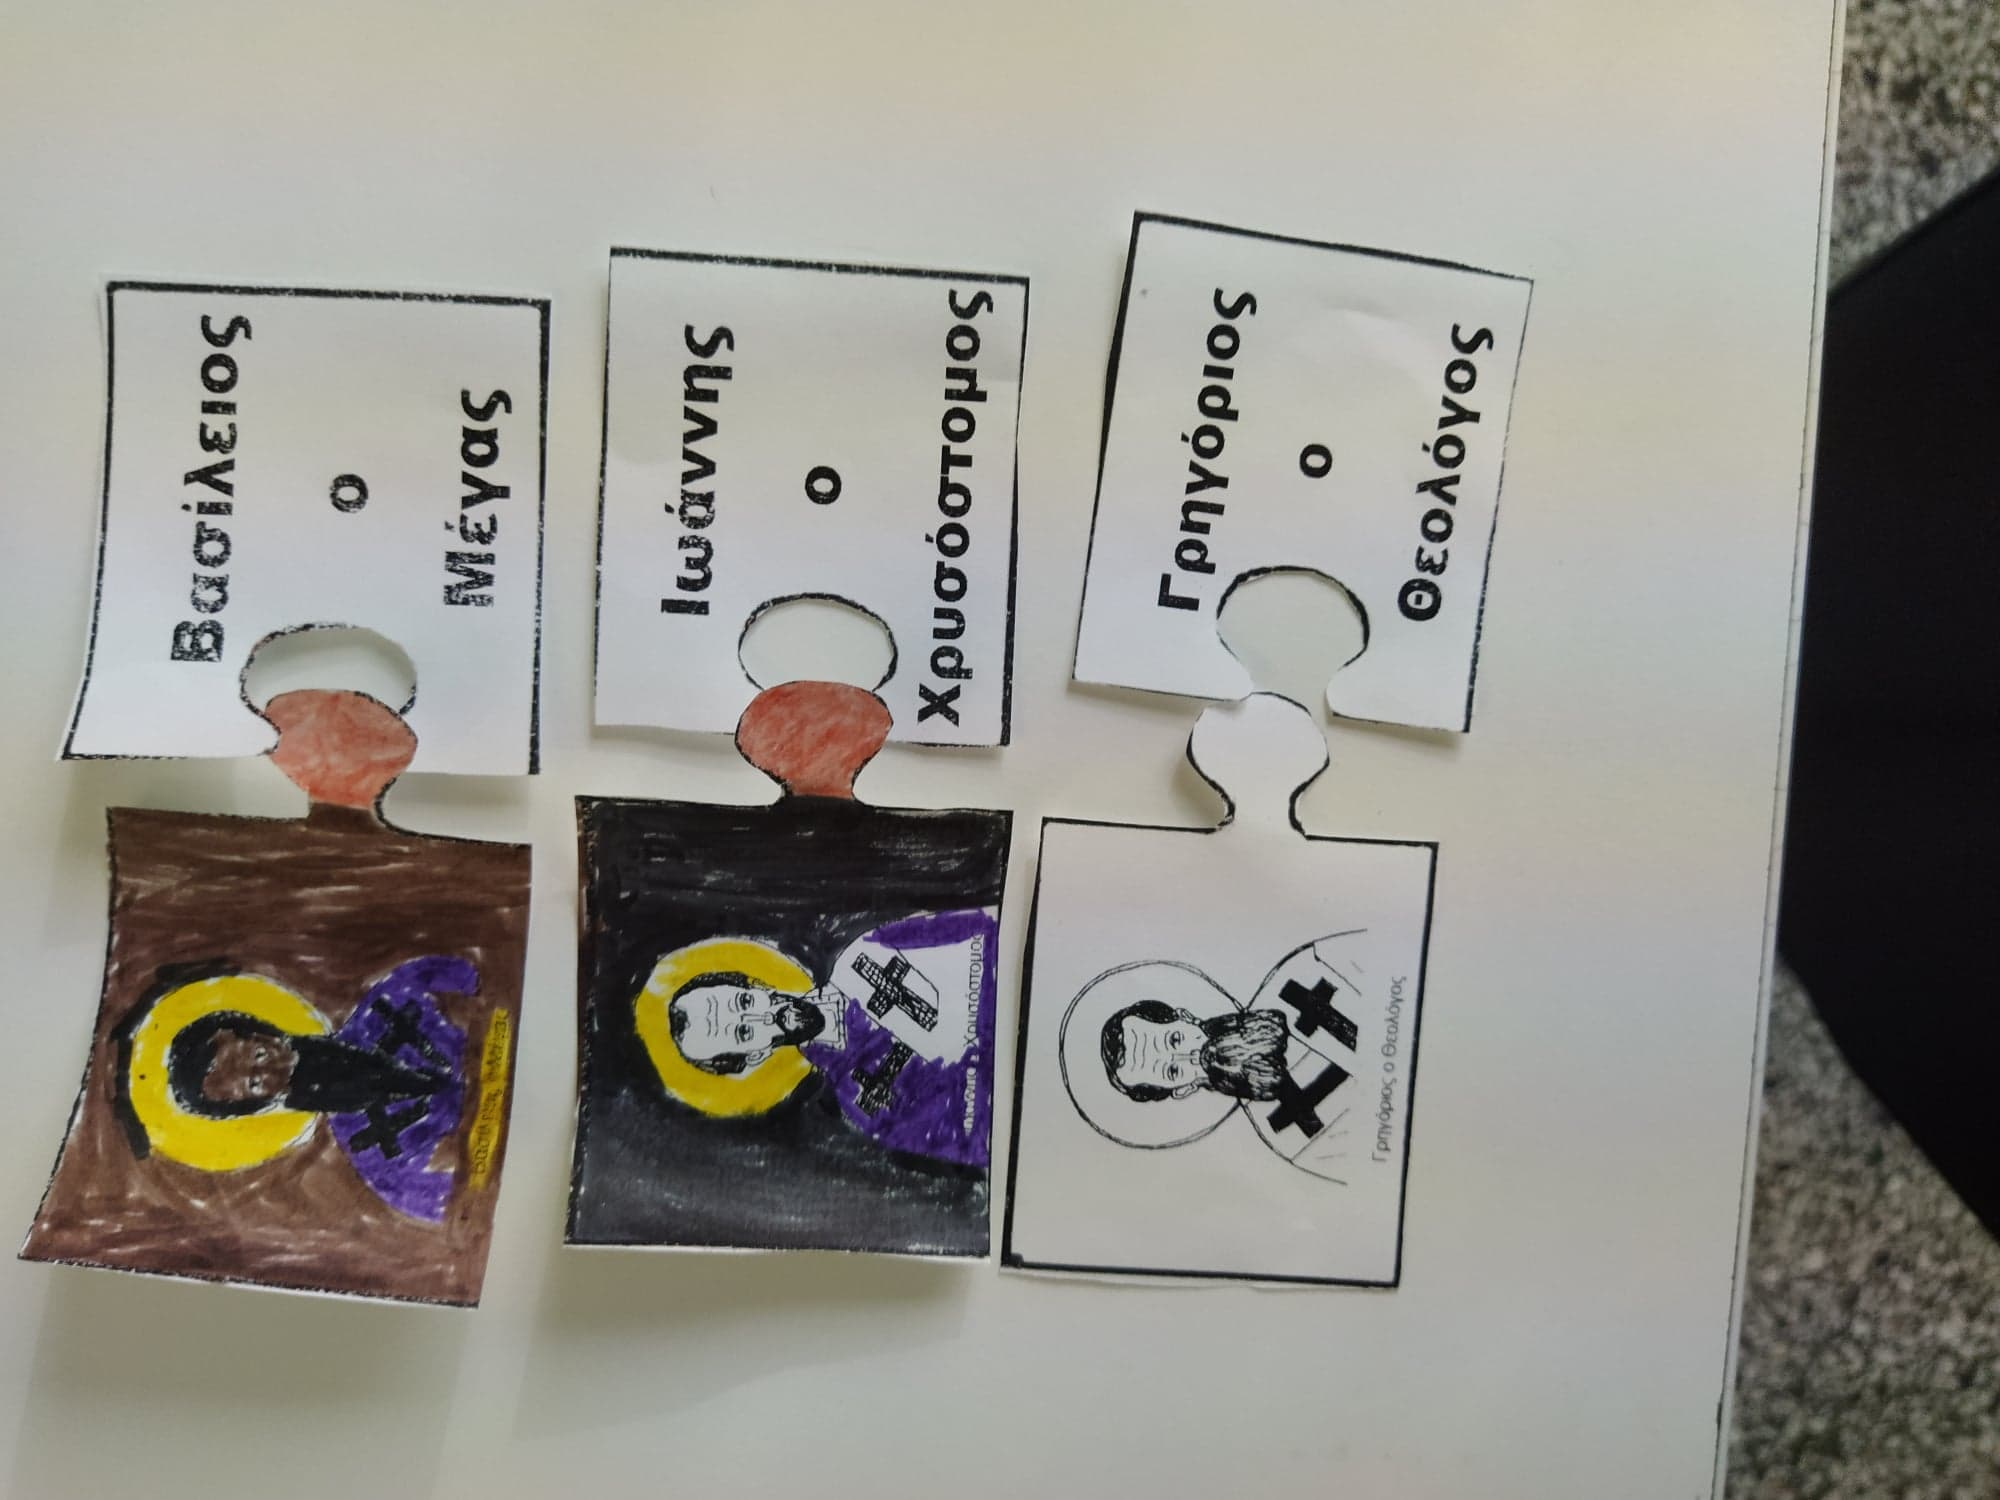 Βασίλειος
ο
Μέγας
Ιωάννης
ο
Χρυσόστομος
Γρηγόριος
ο
Θεολόγος
ο Χρυσόστομος
Γρηγόριος ο Θεολόγος